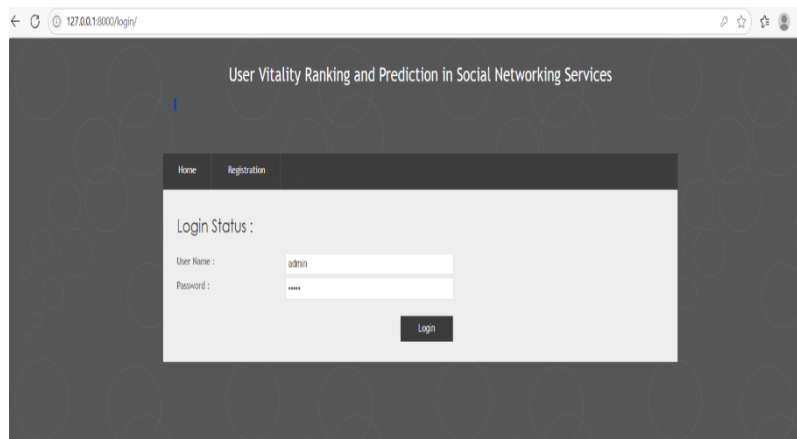 127.0.0.1:8000/login/
User Vitality Ranking and Prediction in Social Networking Services
Home Registration
Login Status :
User Name : admin
Password : •••••
Login